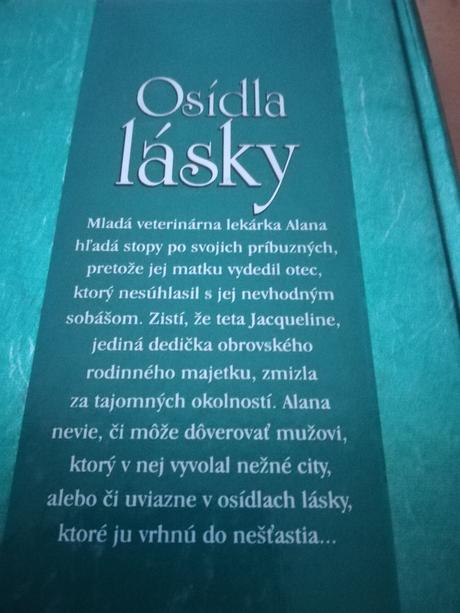 Osídla
lásky
Mladá veterinárna lekárka Alana
hľadá stopy po svojich príbuzných,
pretože jej matku vydedil otec,
ktorý nesúhlasil s jej nevhodným
sobášom. Zistí, že teta Jacqueline,
jediná dedička obrovského
rodinného majetku, zmizla
za tajomných okolností. Alana
nevie, či môže dôverovať mužovi,
ktorý v nej vyvolal nežné city,
alebo či uviazne v osídlach lásky,
ktoré ju vrhnú do nešťastia...